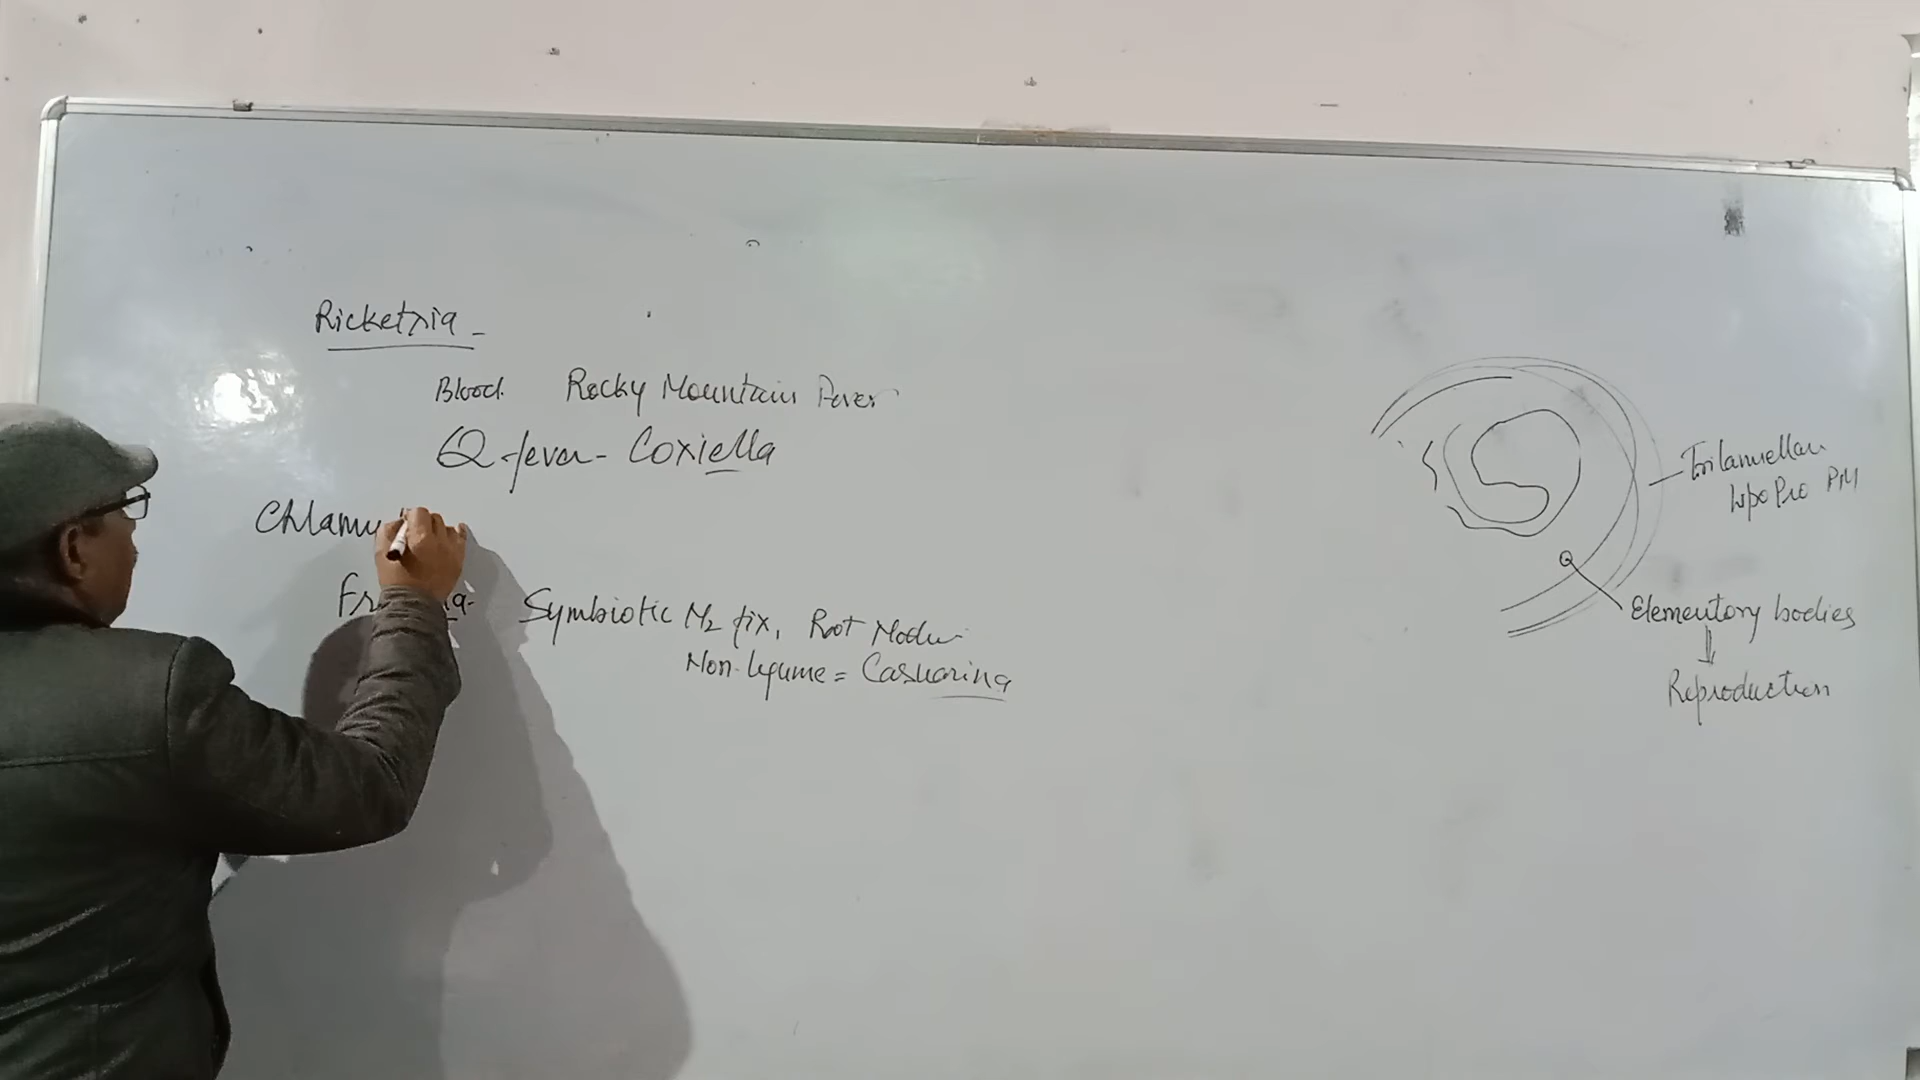 Ricketsia -
Blood. Rocky Mountain Fever
Q-fever- Coxiella
Chlamy
Symbiotic N2 fix, Root Nodu
Non-legume = Casuarina
Trilamellar
Lipo Pro PM
Elementory bodies
Reproduction